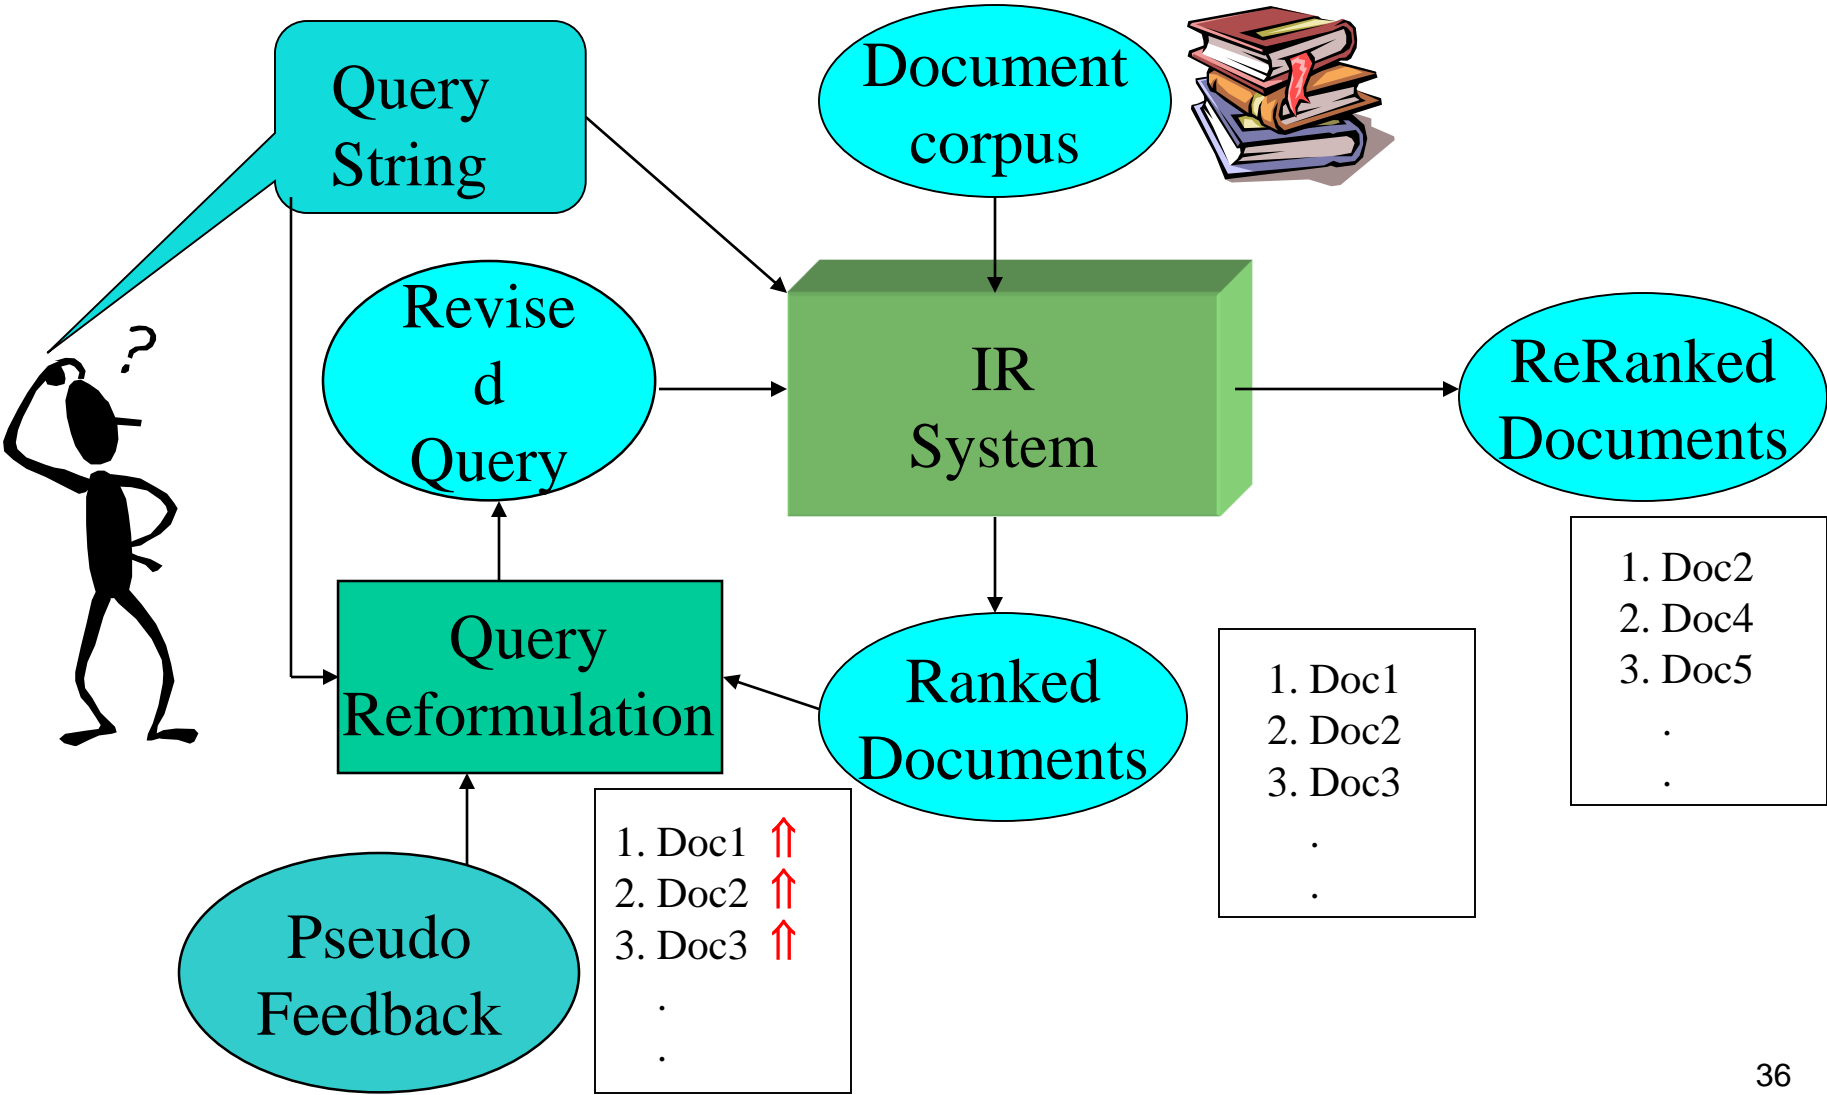 Query
String
Document
corpus
?
Revise
d
Query
IR
System
ReRanked
Documents
Query
Reformulation
Ranked
Documents
1. Doc1
2. Doc2
3. Doc3
.
.
1. Doc2
2. Doc4
3. Doc5
.
.
Pseudo
Feedback
1. Doc1 ⇑
2. Doc2 ⇑
3. Doc3 ⇑
.
.
36